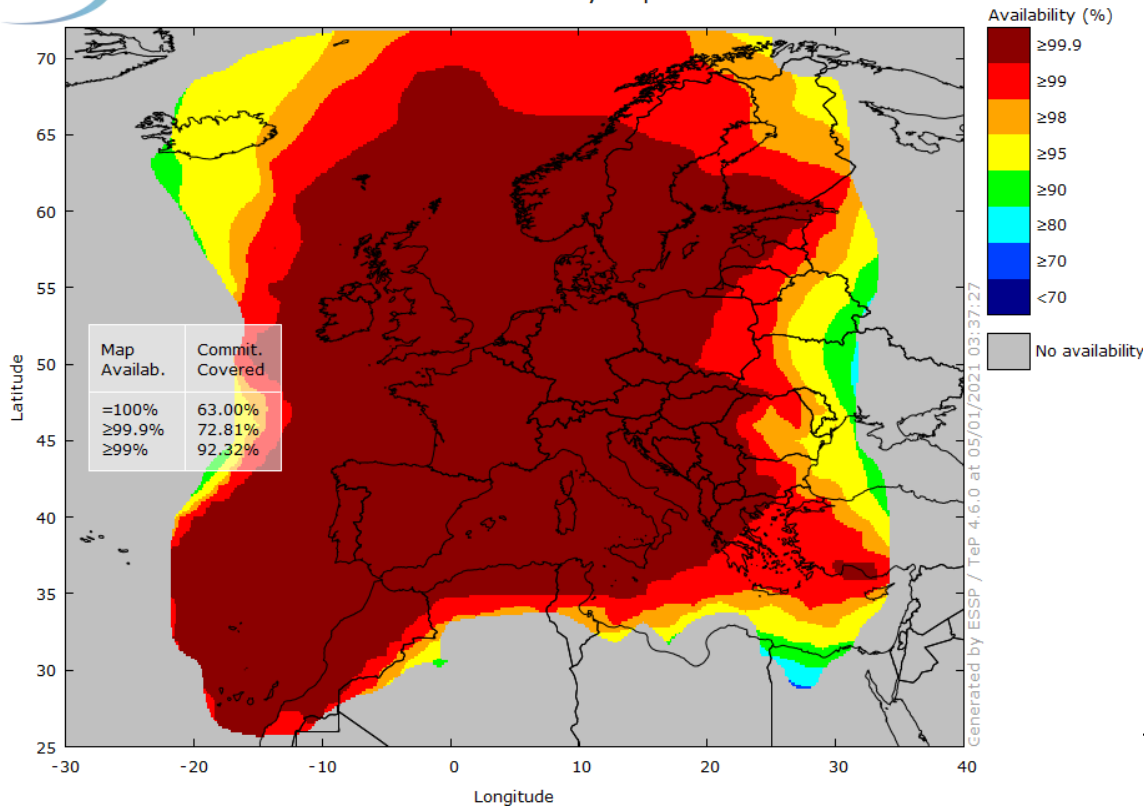 Availability (%)
≥99.9
≥99
≥98
≥95
≥90
≥80
≥70
<70
No availability
70
65
60
55
50
45
40
35
30
25
Latitude
Map Commit.
Availab. Covered
=100% 63.00%
≥99.9% 72.81%
≥99% 92.32%
-30 -20 -10 0 10 20 30 40
Longitude
Generated by ESSP / TeP 4.6.0 at 05/01/2021 03:37:27